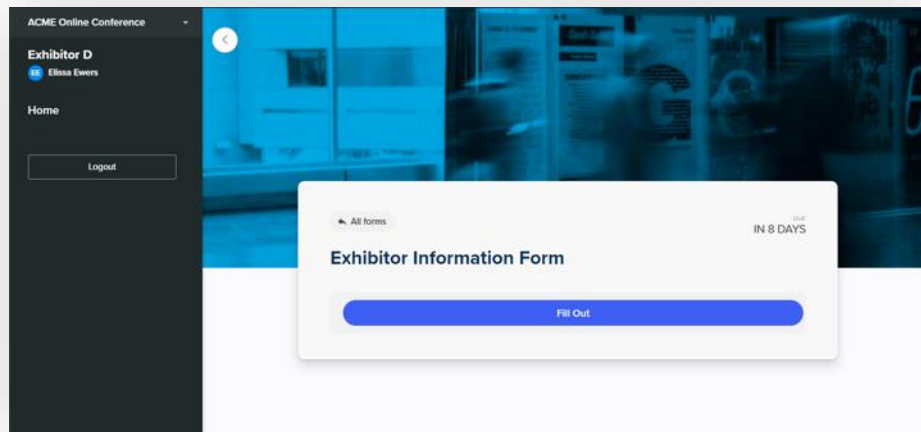 ACME Online Conference
Exhibitor D
EE Elissa Ewers
Home
Logout
All forms
DUE
IN 8 DAYS
Exhibitor Information Form
Fill Out